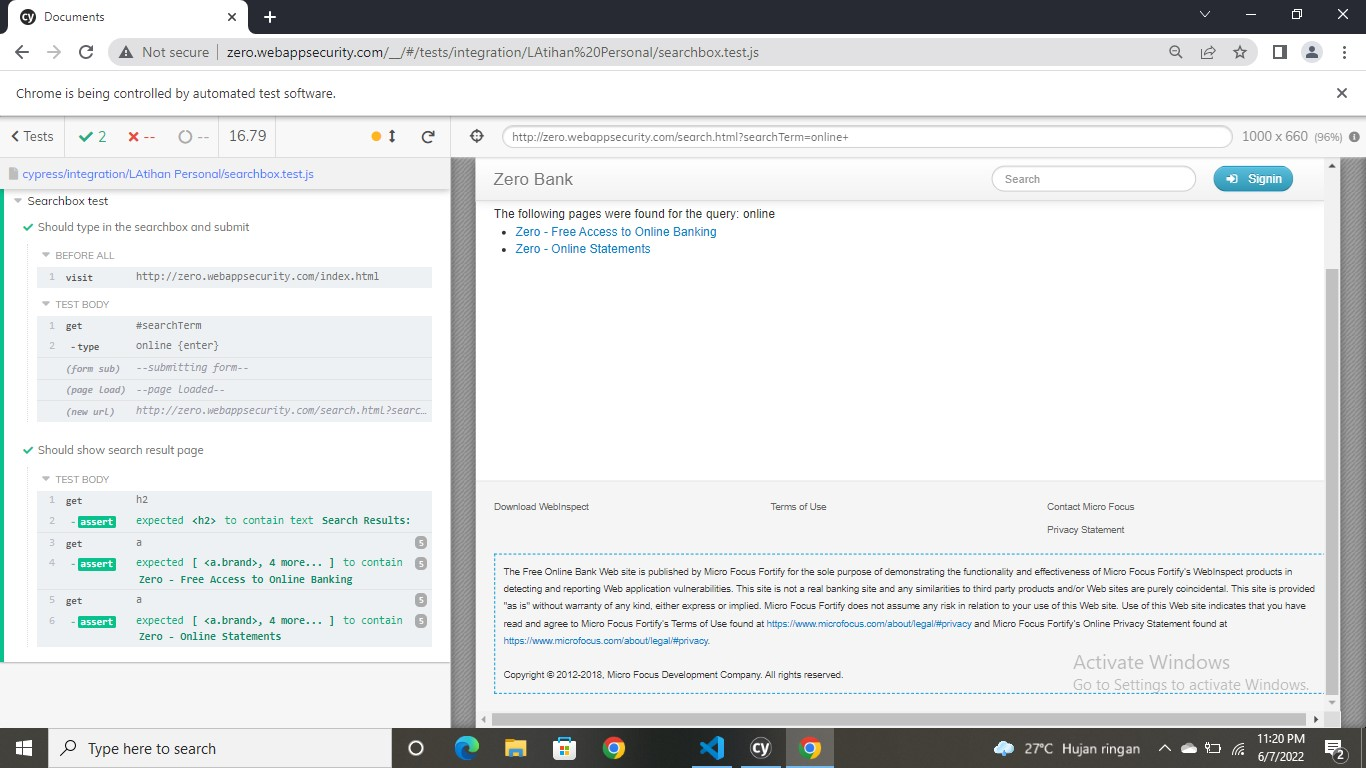 cy Documents
Not secure zero.webappsecurity.com/__/#/tests/integration/LAtihan%20Personal/searchbox.test.js
Chrome is being controlled by automated test software.
Tests 2 -- -- 16.79
http://zero.webappsecurity.com/search.html?searchTerm=online+ 1000 x 660 (96%)
cypress/integration/LAtihan Personal/searchbox.test.js
Searchbox test
Should type in the searchbox and submit
BEFORE ALL
1 visit http://zero.webappsecurity.com/index.html
TEST BODY
1 get #searchTerm
2 -type online {enter}
(form sub) --submitting form--
(page load) --page loaded--
(new url) http://zero.webappsecurity.com/search.html?searc…
Should show search result page
TEST BODY
1 get h2
2 -assert expected <h2> to contain text Search Results:
3 get a 5
4 -assert expected [ <a.brand>, 4 more... ] to contain 5
Zero - Free Access to Online Banking
5 get a 5
6 -assert expected [ <a.brand>, 4 more... ] to contain 5
Zero - Online Statements
Zero Bank Search Signin
The following pages were found for the query: online
Zero - Free Access to Online Banking
Zero - Online Statements
Download WebInspect Terms of Use Contact Micro Focus
Privacy Statement
The Free Online Bank Web site is published by Micro Focus Fortify for the sole purpose of demonstrating the functionality and effectiveness of Micro Focus Fortify's WebInspect products in
detecting and reporting Web application vulnerabilities. This site is not a real banking site and any similarities to third party products and/or Web sites are purely coincidental. This site is provided
"as is" without warranty of any kind, either express or implied. Micro Focus Fortify does not assume any risk in relation to your use of this Web site. Use of this Web site indicates that you have
read and agree to Micro Focus Fortify's Terms of Use found at https://www.microfocus.com/about/legal/#privacy and Micro Focus Fortify's Online Privacy Statement found at
https://www.microfocus.com/about/legal/#privacy.
Copyright © 2012-2018, Micro Focus Development Company. All rights reserved.
Activate Windows
Go to Settings to activate Windows.
Type here to search
cy
27°C Hujan ringan
11:20 PM
6/7/2022
2